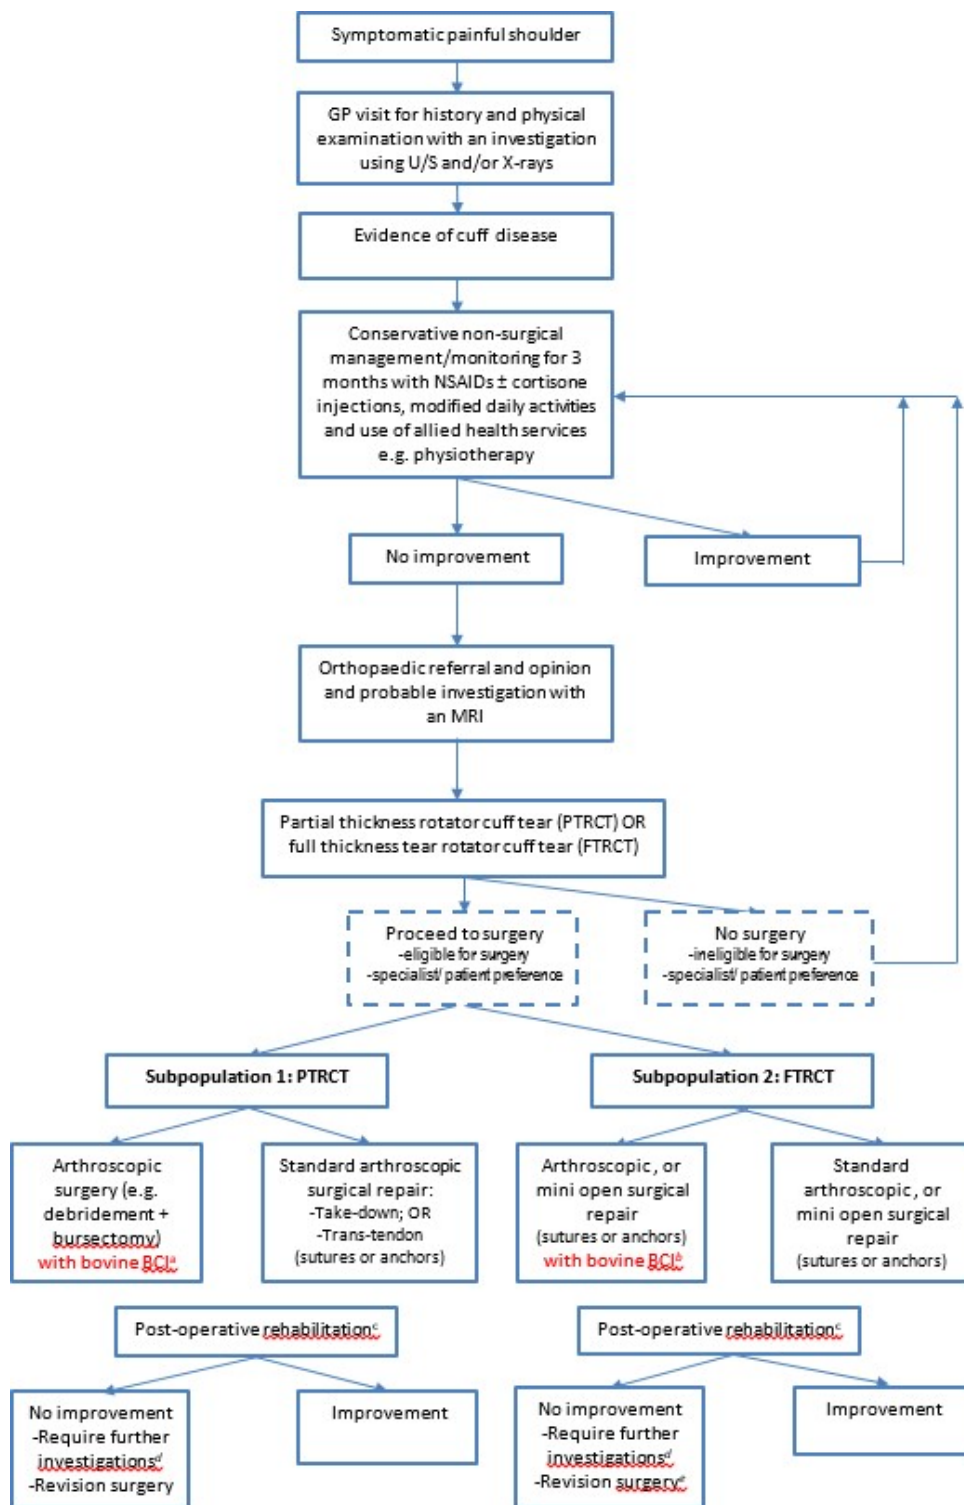 Symptomatic painful shoulder
GP visit for history and physical
examination with an investigation
using U/S and/or X-rays
Evidence of cuff disease
Conservative non-surgical
management/monitoring for 3
months with NSAIDs ± cortisone
injections, modified daily activities
and use of allied health services
e.g. physiotherapy
No improvement
Improvement
Orthopaedic referral and opinion
and probable investigation with
an MRI
Partial thickness rotator cuff tear (PTRCT) OR
full thickness tear rotator cuff tear (FTRCT)
Proceed to surgery
-eligible for surgery
-specialist/ patient preference
No surgery
-ineligible for surgery
-specialist/ patient preference
Subpopulation 1: PTRCT
Subpopulation 2: FTRCT
Arthroscopic
surgery (e.g.
debridement +
bursectomy)
with bovine BCIᵃ
Standard arthroscopic
surgical repair:
-Take-down; OR
-Trans-tendon
(sutures or anchors)
Arthroscopic, or
mini open surgical
repair
(sutures or anchors)
with bovine BCIᵇ
Standard
arthroscopic, or
mini open surgical
repair
(sutures or anchors)
Post-operative rehabilitationᶜ
Post-operative rehabilitationᶜ
No improvement
-Require further
investigationsᵈ
-Revision surgery
Improvement
No improvement
-Require further
investigationsᵈ
-Revision surgeryᵉ
Improvement